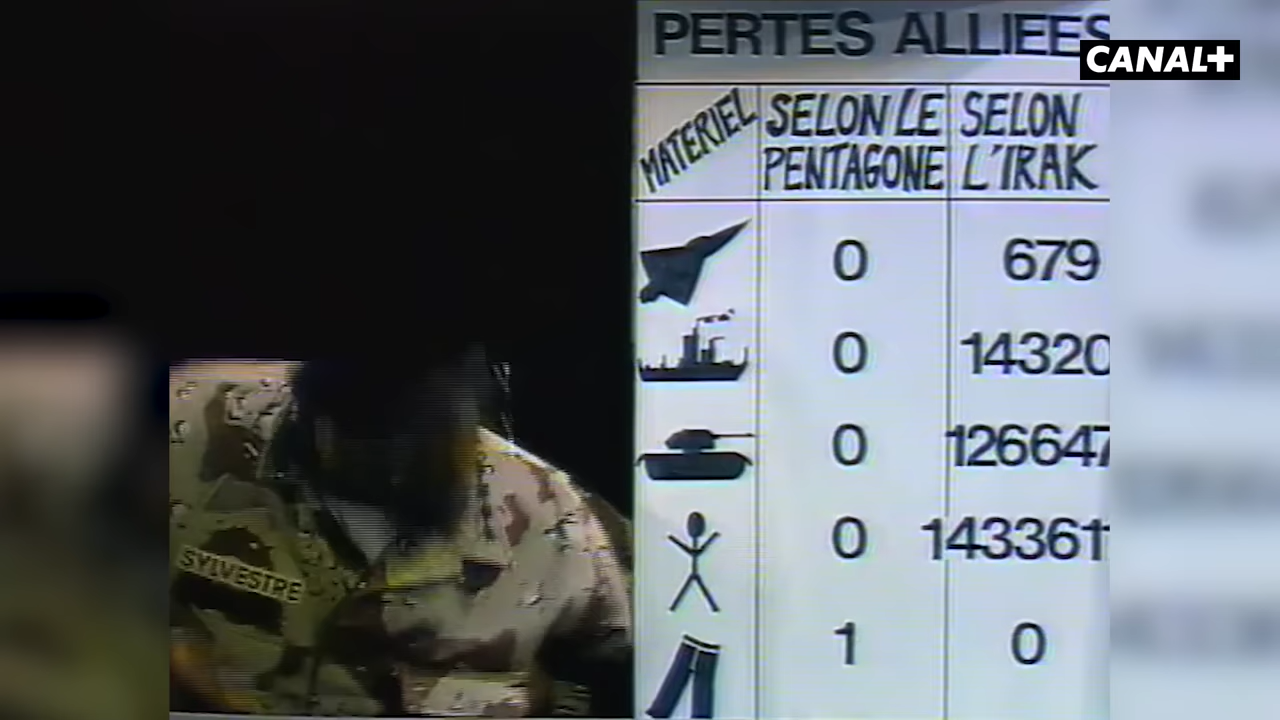 PERTES ALLIEES
CANAL+
MATERIEL
SELON LE PENTAGONE
SELON L'IRAK
0
679
0
14320
0
126647
0
1433611
1
0
SYLVESTRE